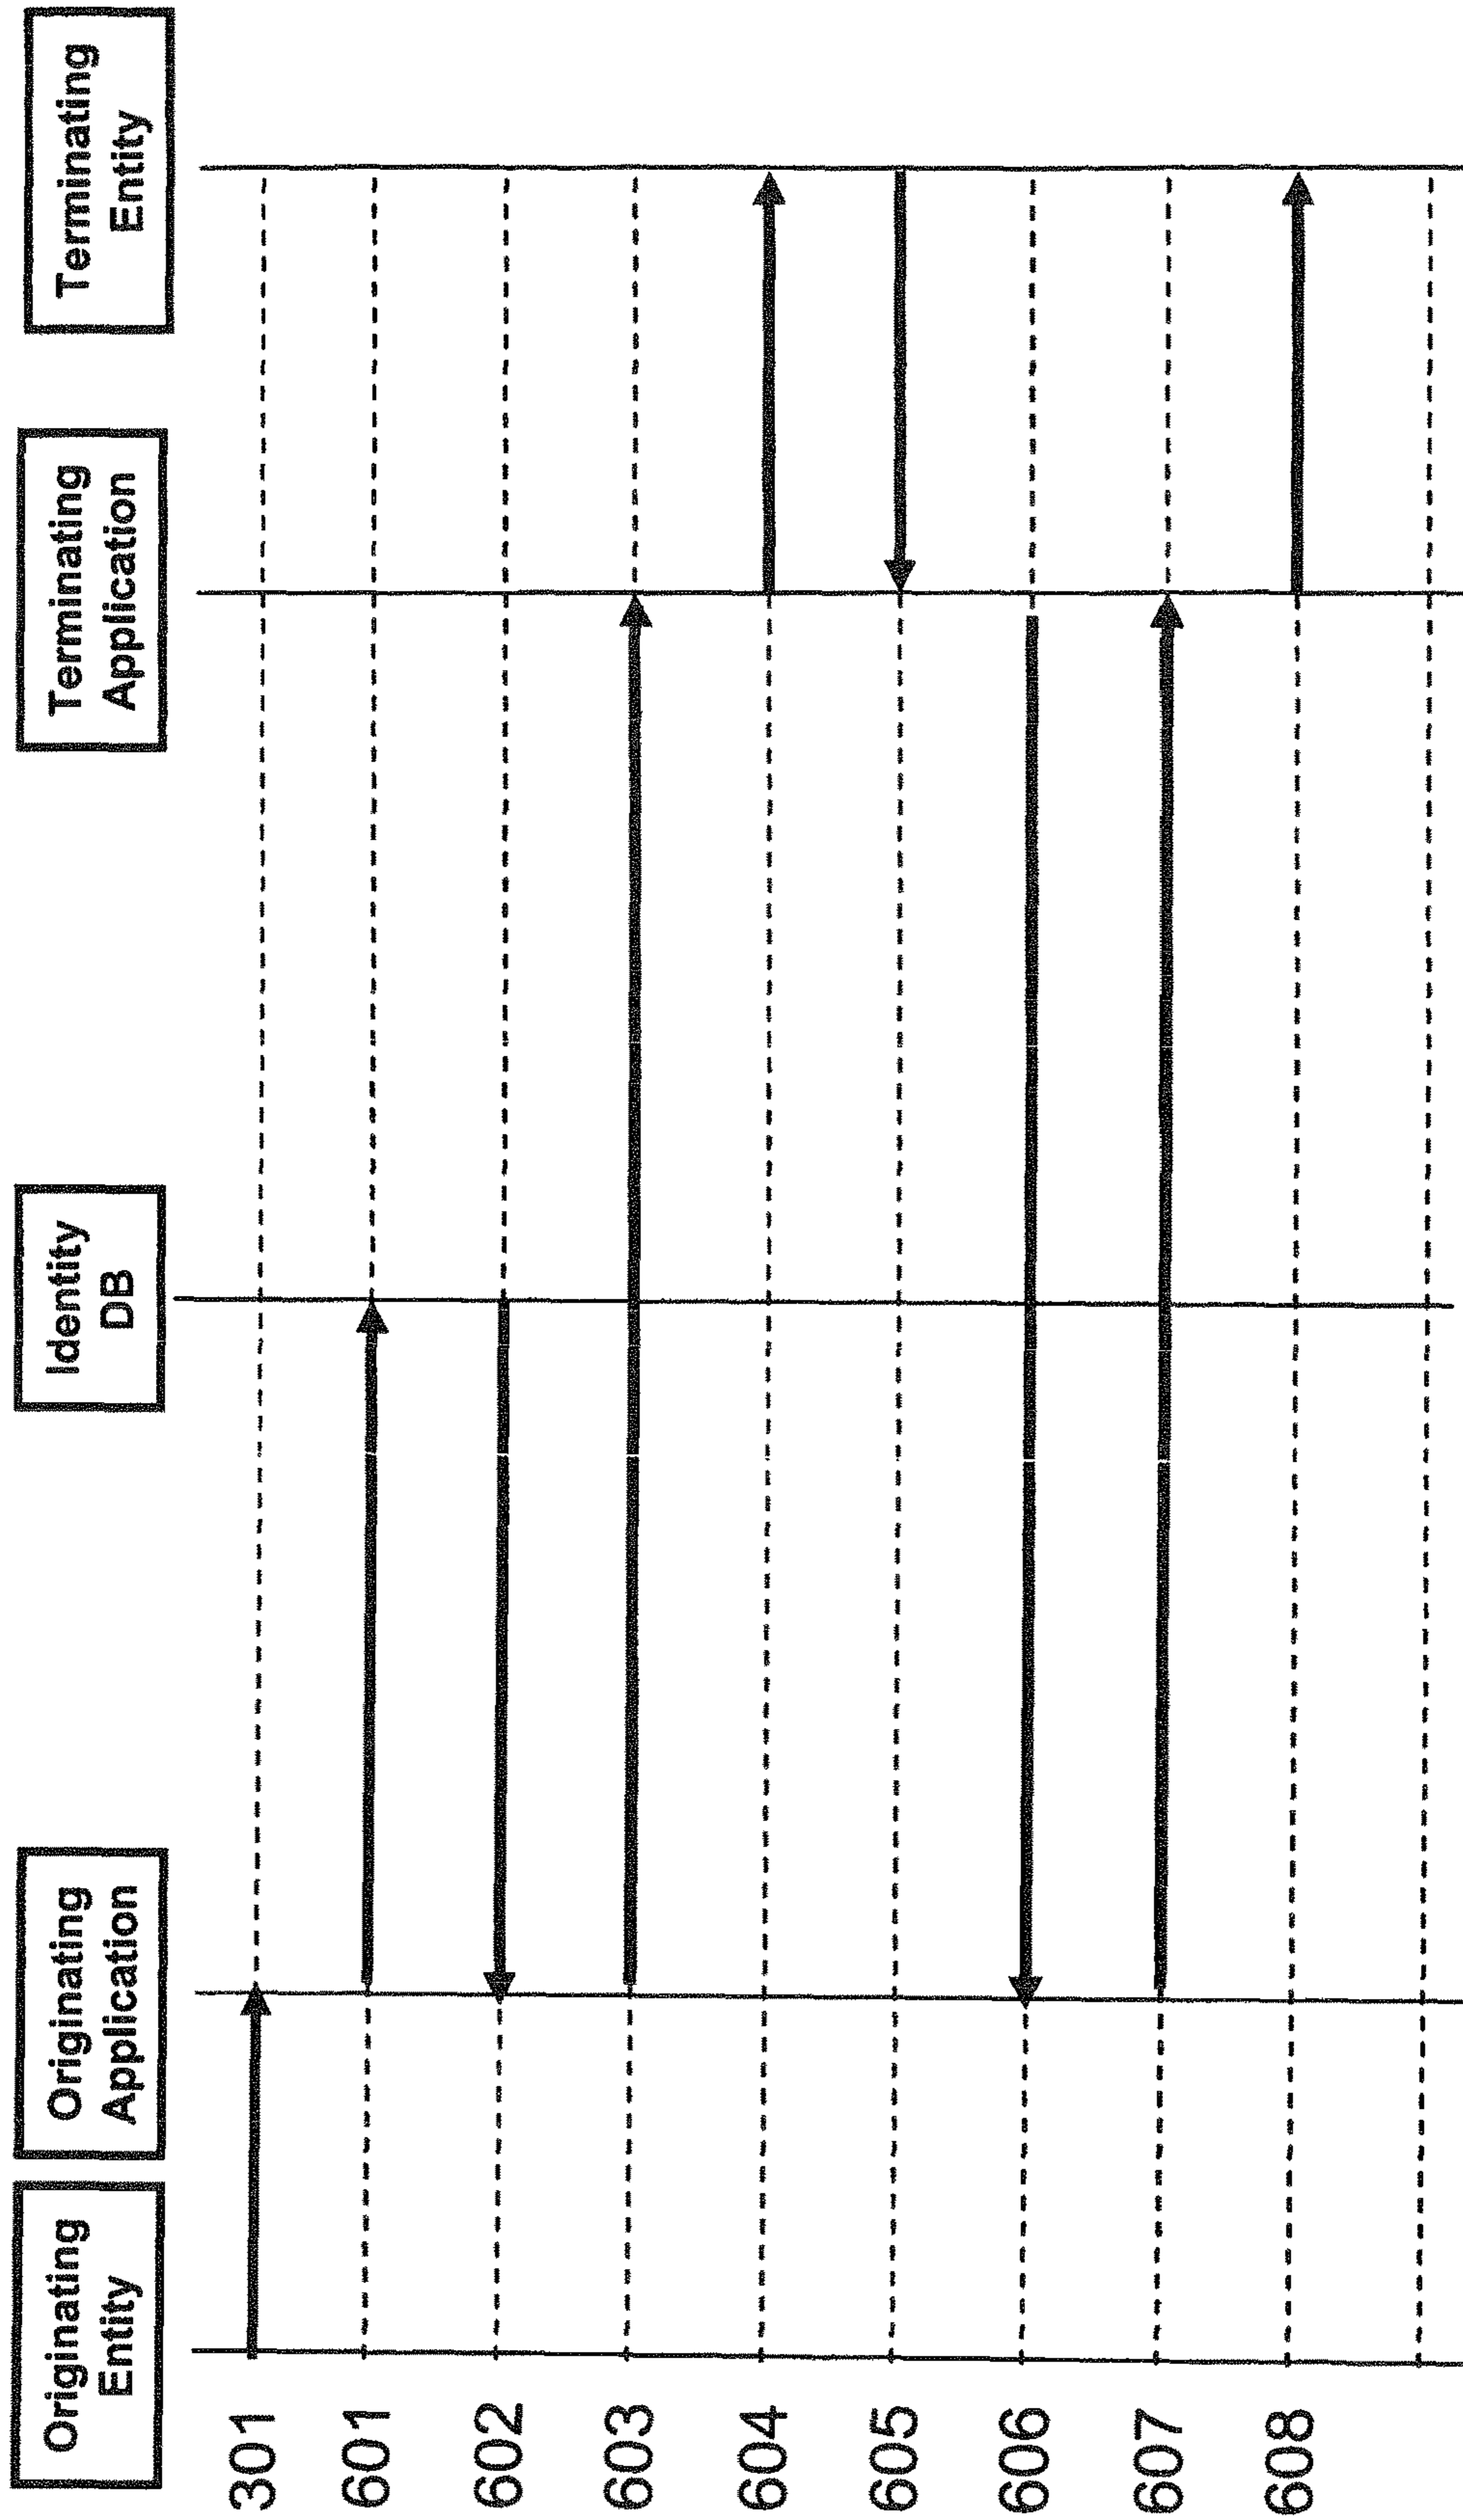 Originating
Entity
Originating
Application
Identity
DB
Terminating
Application
Terminating
Entity
301
601
602
603
604
605
606
607
608